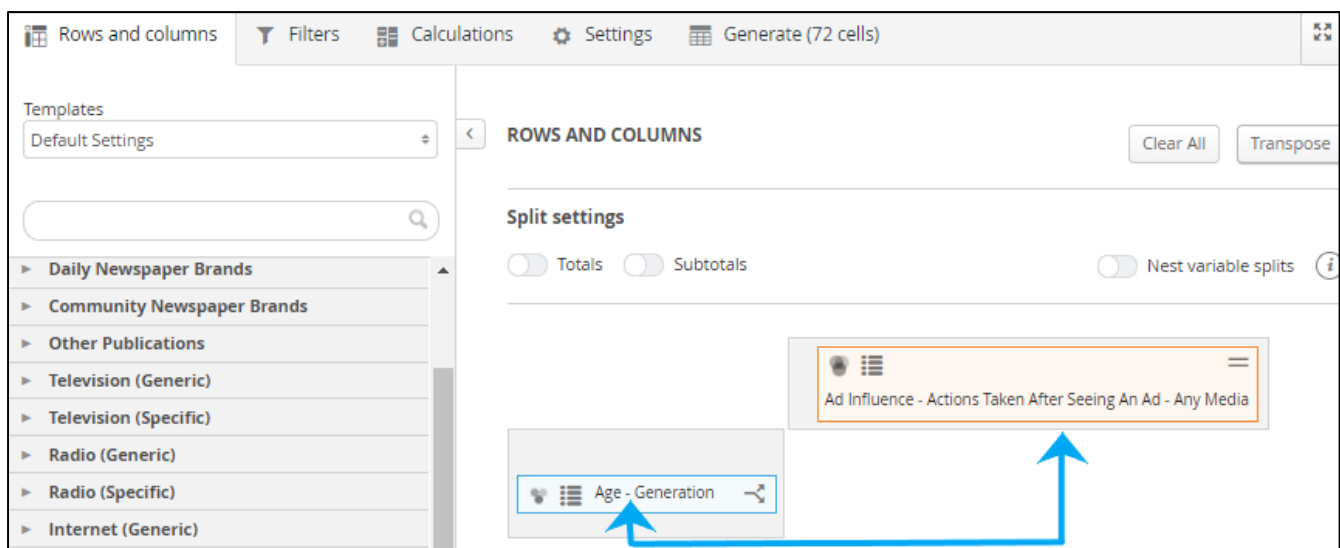 Rows and columns Filters Calculations Settings Generate (72 cells)
Templates
Default Settings
ROWS AND COLUMNS Clear All Transpose
Split settings
Totals Subtotals Nest variable splits i
Daily Newspaper Brands
Community Newspaper Brands
Other Publications
Television (Generic)
Television (Specific)
Radio (Generic)
Radio (Specific)
Internet (Generic)
Ad Influence - Actions Taken After Seeing An Ad - Any Media
Age - Generation